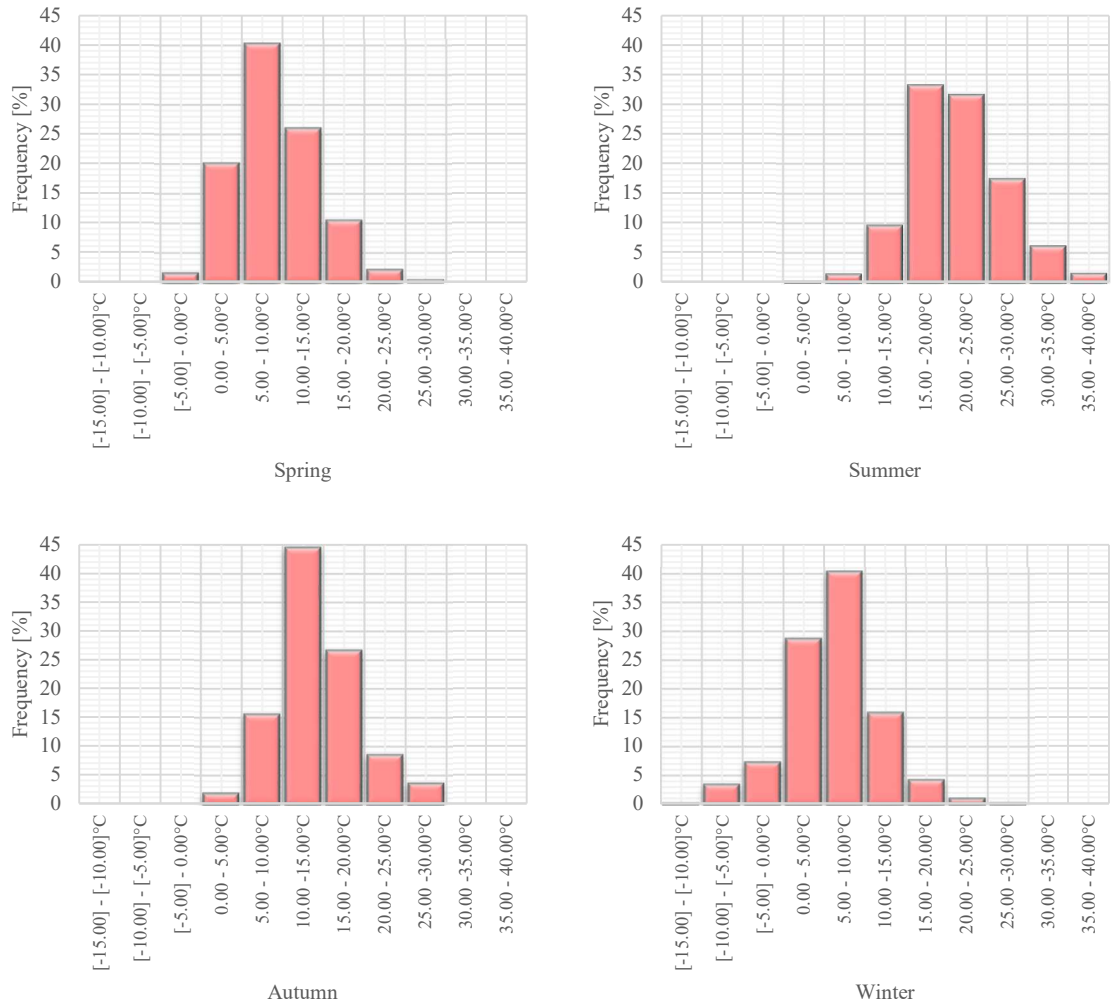 45
40
35
30
25
20
15
10
5
0
Frequency [%]
[-15.00] - [-10.00]°C
[-10.00] - [-5.00]°C
[-5.00] - 0.00°C
0.00 - 5.00°C
5.00 - 10.00°C
10.00 -15.00°C
15.00 - 20.00°C
20.00 - 25.00°C
25.00 -30.00°C
30.00 -35.00°C
35.00 - 40.00°C
Spring
45
40
35
30
25
20
15
10
5
0
Frequency [%]
[-15.00] - [-10.00]°C
[-10.00] - [-5.00]°C
[-5.00] - 0.00°C
0.00 - 5.00°C
5.00 - 10.00°C
10.00 -15.00°C
15.00 - 20.00°C
20.00 - 25.00°C
25.00 -30.00°C
30.00 -35.00°C
35.00 - 40.00°C
Summer
45
40
35
30
25
20
15
10
5
0
Frequency [%]
[-15.00] - [-10.00]°C
[-10.00] - [-5.00]°C
[-5.00] - 0.00°C
0.00 - 5.00°C
5.00 - 10.00°C
10.00 -15.00°C
15.00 - 20.00°C
20.00 - 25.00°C
25.00 -30.00°C
30.00 -35.00°C
35.00 - 40.00°C
Autumn
45
40
35
30
25
20
15
10
5
0
Frequency [%]
[-15.00] - [-10.00]°C
[-10.00] - [-5.00]°C
[-5.00] - 0.00°C
0.00 - 5.00°C
5.00 - 10.00°C
10.00 -15.00°C
15.00 - 20.00°C
20.00 - 25.00°C
25.00 -30.00°C
30.00 -35.00°C
35.00 - 40.00°C
Winter